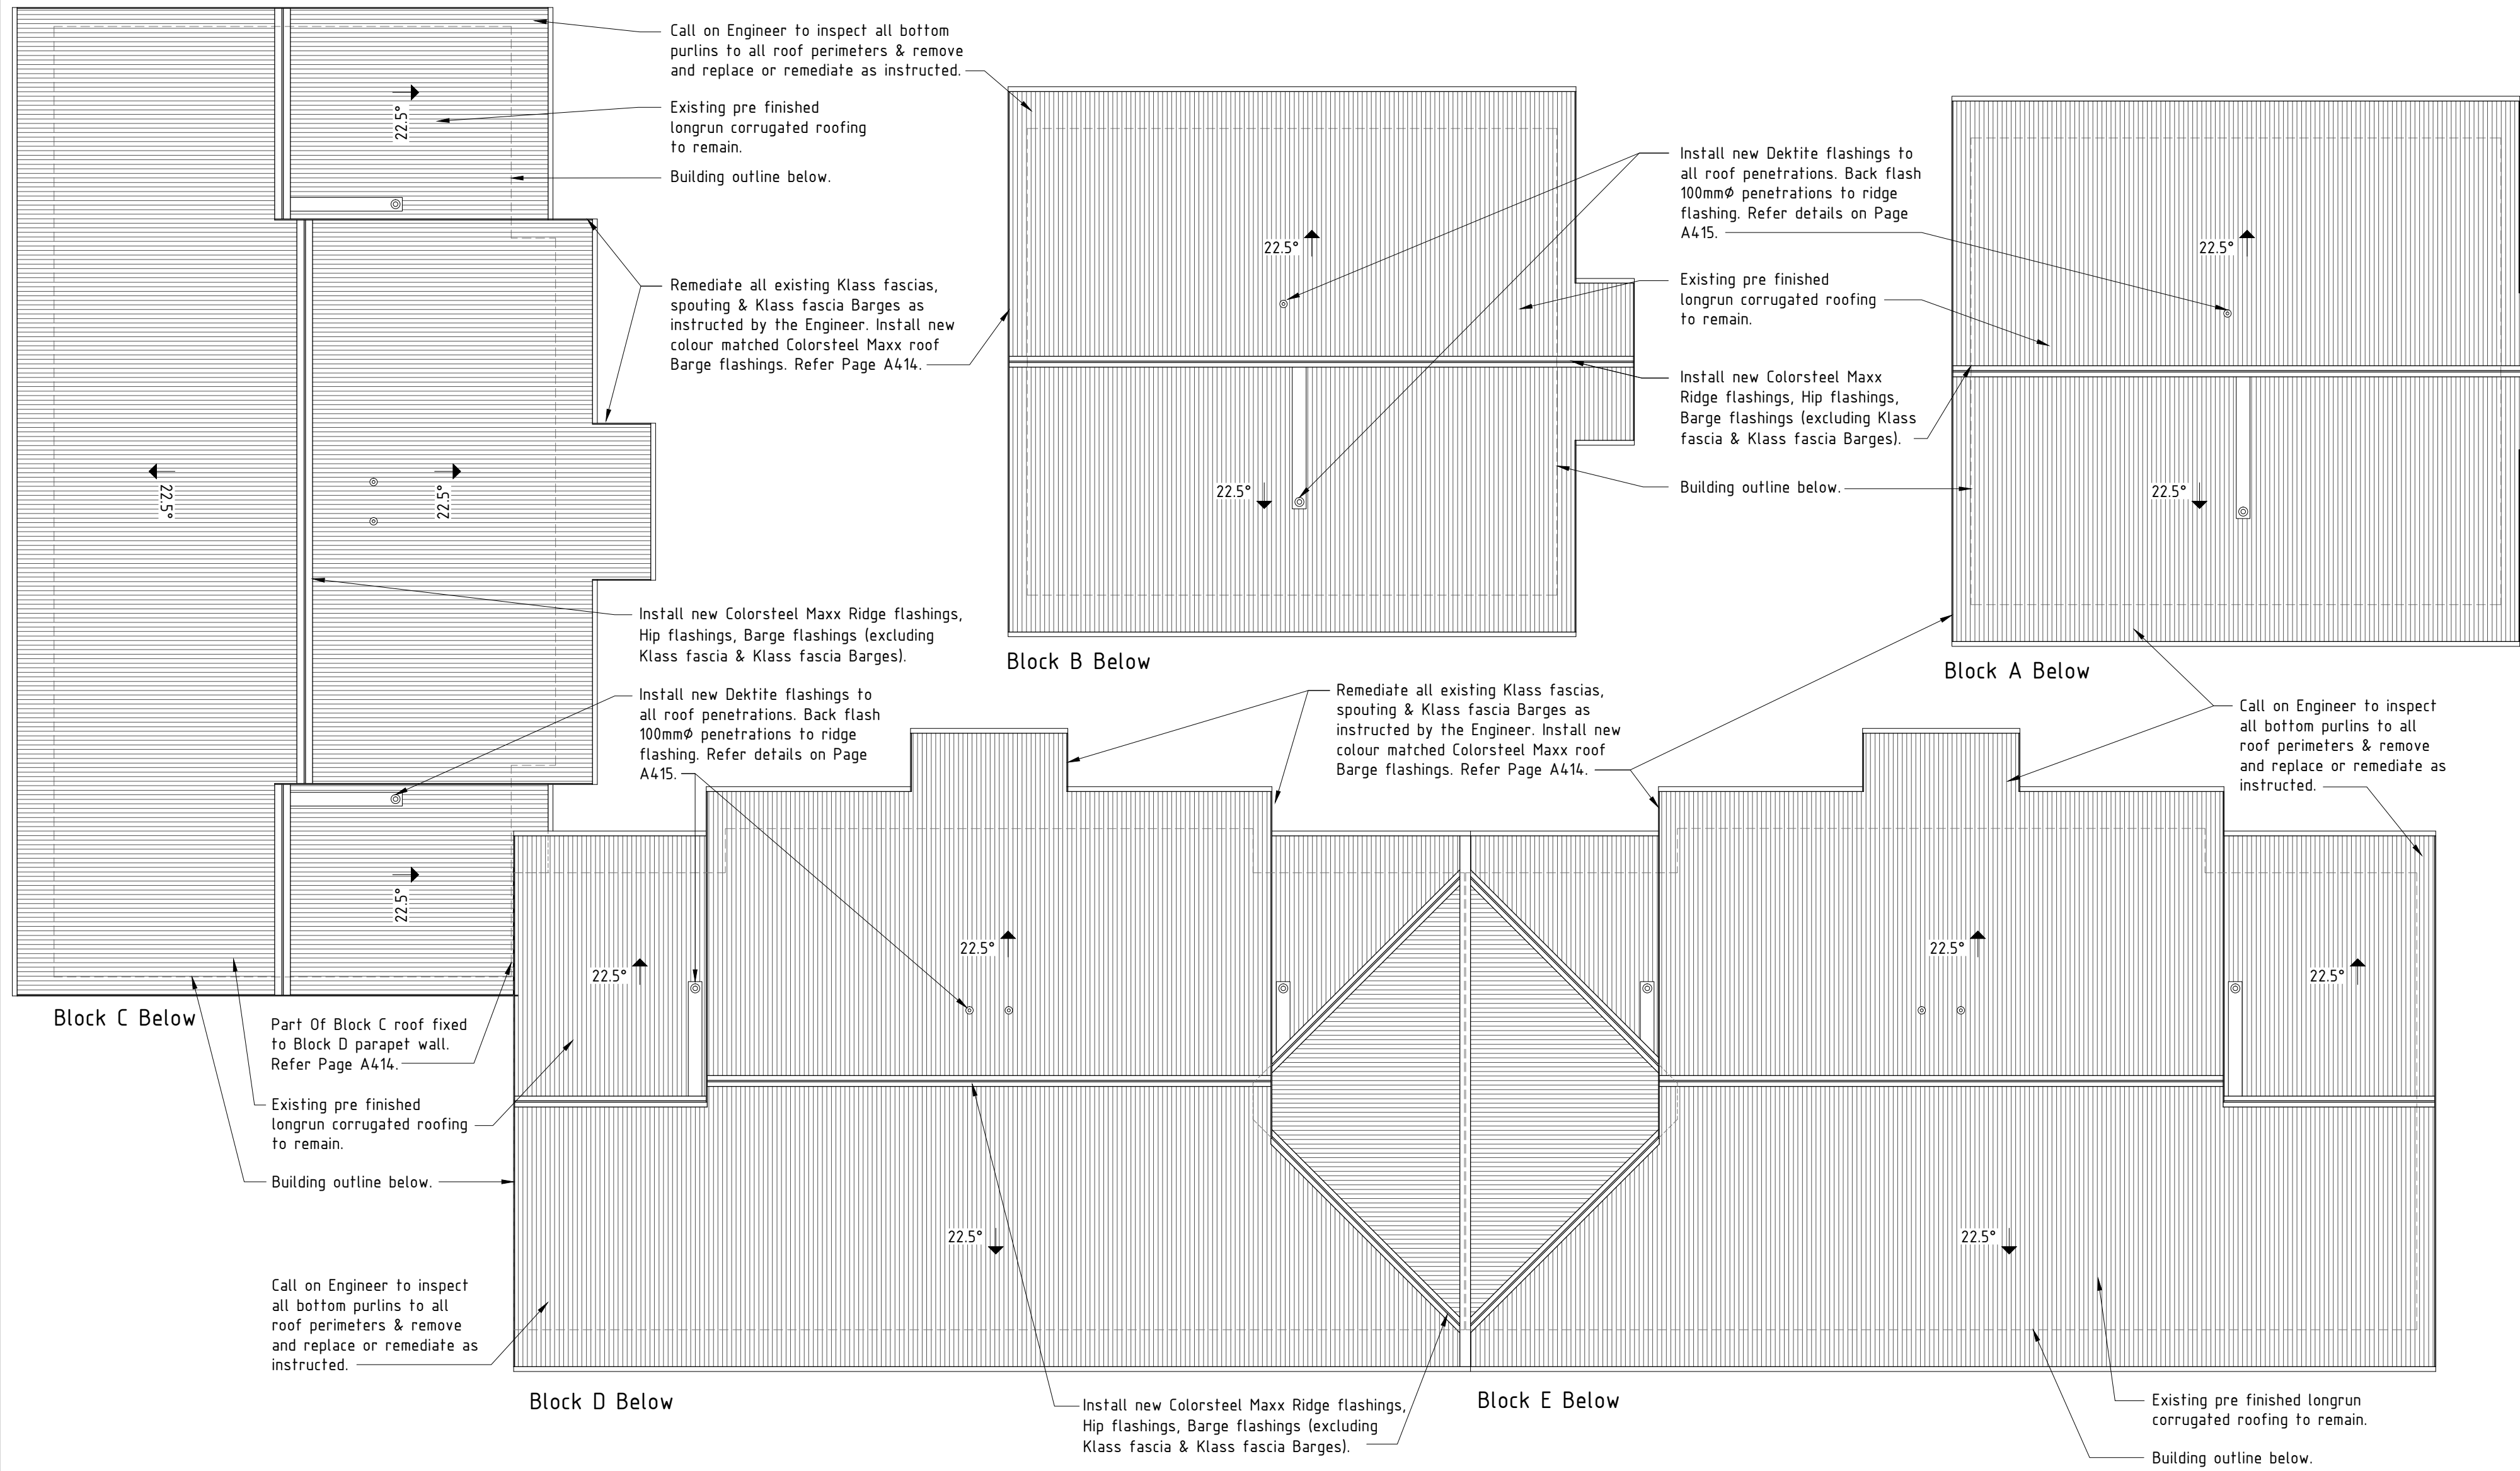 Call on Engineer to inspect all bottom
purlins to all roof perimeters & remove
and replace or remediate as instructed.
Existing pre finished
longrun corrugated roofing
to remain.
Building outline below.
22.5°
Remediate all existing Klass fascias,
spouting & Klass fascia Barges as
instructed by the Engineer. Install new
colour matched Colorsteel Maxx roof
Barge flashings. Refer Page A414.
22.5°
22.5°
Install new Colorsteel Maxx Ridge flashings,
Hip flashings, Barge flashings (excluding
Klass fascia & Klass fascia Barges).
Install new Dektite flashings to
all roof penetrations. Back flash
100mmØ penetrations to ridge
flashing. Refer details on Page
A415.
22.5°
Block C Below
22.5°
22.5°
Block B Below
Install new Dektite flashings to
all roof penetrations. Back flash
100mmØ penetrations to ridge
flashing. Refer details on Page
A415.
Existing pre finished
longrun corrugated roofing
to remain.
Install new Colorsteel Maxx
Ridge flashings, Hip flashings,
Barge flashings (excluding Klass
fascia & Klass fascia Barges).
Building outline below.
22.5°
22.5°
Block A Below
Remediate all existing Klass fascias,
spouting & Klass fascia Barges as
instructed by the Engineer. Install new
colour matched Colorsteel Maxx roof
Barge flashings. Refer Page A414.
Call on Engineer to inspect
all bottom purlins to all
roof perimeters & remove
and replace or remediate as
instructed.
Part Of Block C roof fixed
to Block D parapet wall.
Refer Page A414.
Existing pre finished
longrun corrugated roofing
to remain.
Building outline below.
Call on Engineer to inspect
all bottom purlins to all
roof perimeters & remove
and replace or remediate as
instructed.
22.5°
22.5°
22.5°
Block D Below
22.5°
22.5°
22.5°
Block E Below
Install new Colorsteel Maxx Ridge flashings,
Hip flashings, Barge flashings (excluding
Klass fascia & Klass fascia Barges).
Existing pre finished longrun
corrugated roofing to remain.
Building outline below.